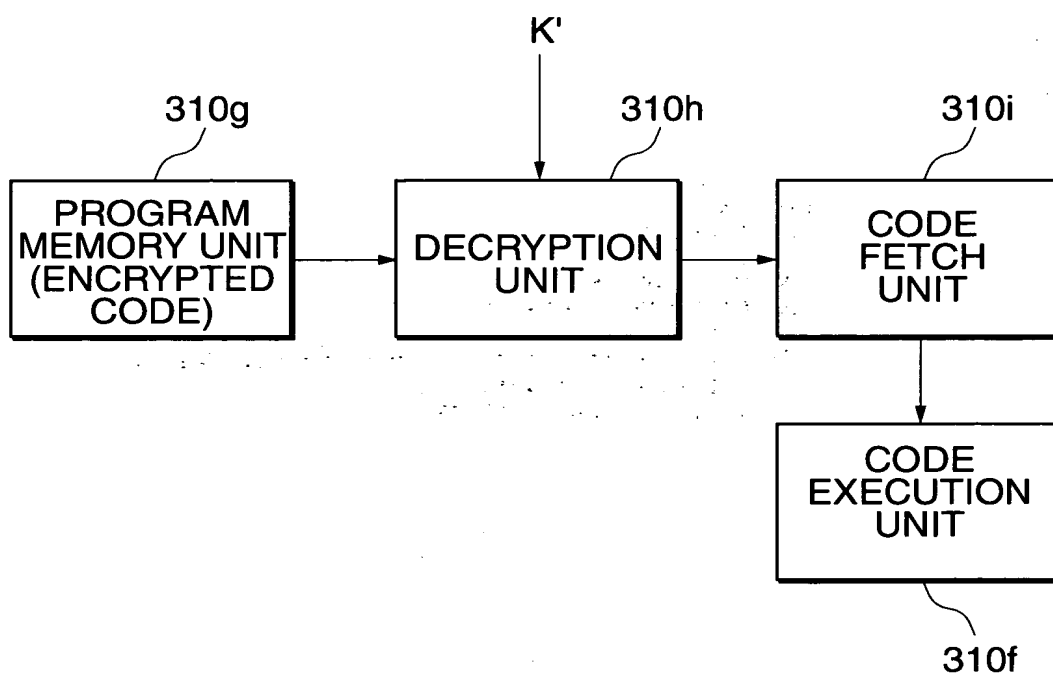 K'
310g
310h
310i
PROGRAM
MEMORY UNIT
(ENCRYPTED
CODE)
DECRYPTION
UNIT
CODE
FETCH
UNIT
CODE
EXECUTION
UNIT
310f